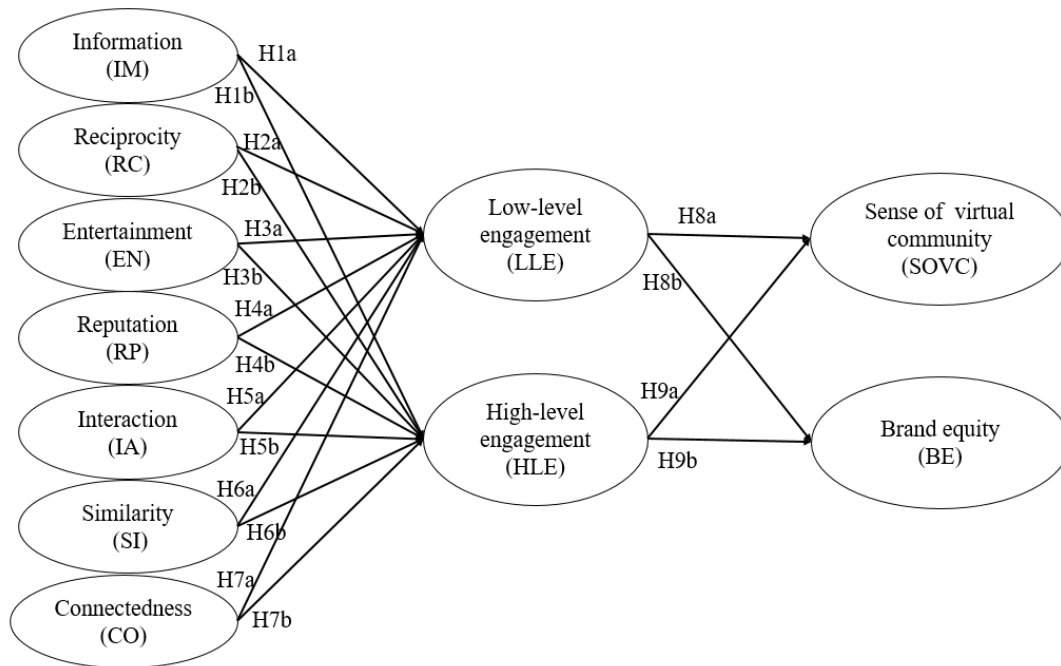 Information
(IM)
H1a
H1b
Reciprocity
(RC)
H2a
H2b
Entertainment
(EN)
H3a
H3b
Reputation
(RP)
H4a
H4b
Interaction
(IA)
H5a
H5b
Similarity
(SI)
H6a
H6b
Connectedness
(CO)
H7a
H7b
Low-level
engagement
(LLE)
H8a
H8b
High-level
engagement
(HLE)
H9a
H9b
Sense of virtual
community
(SOVC)
Brand equity
(BE)